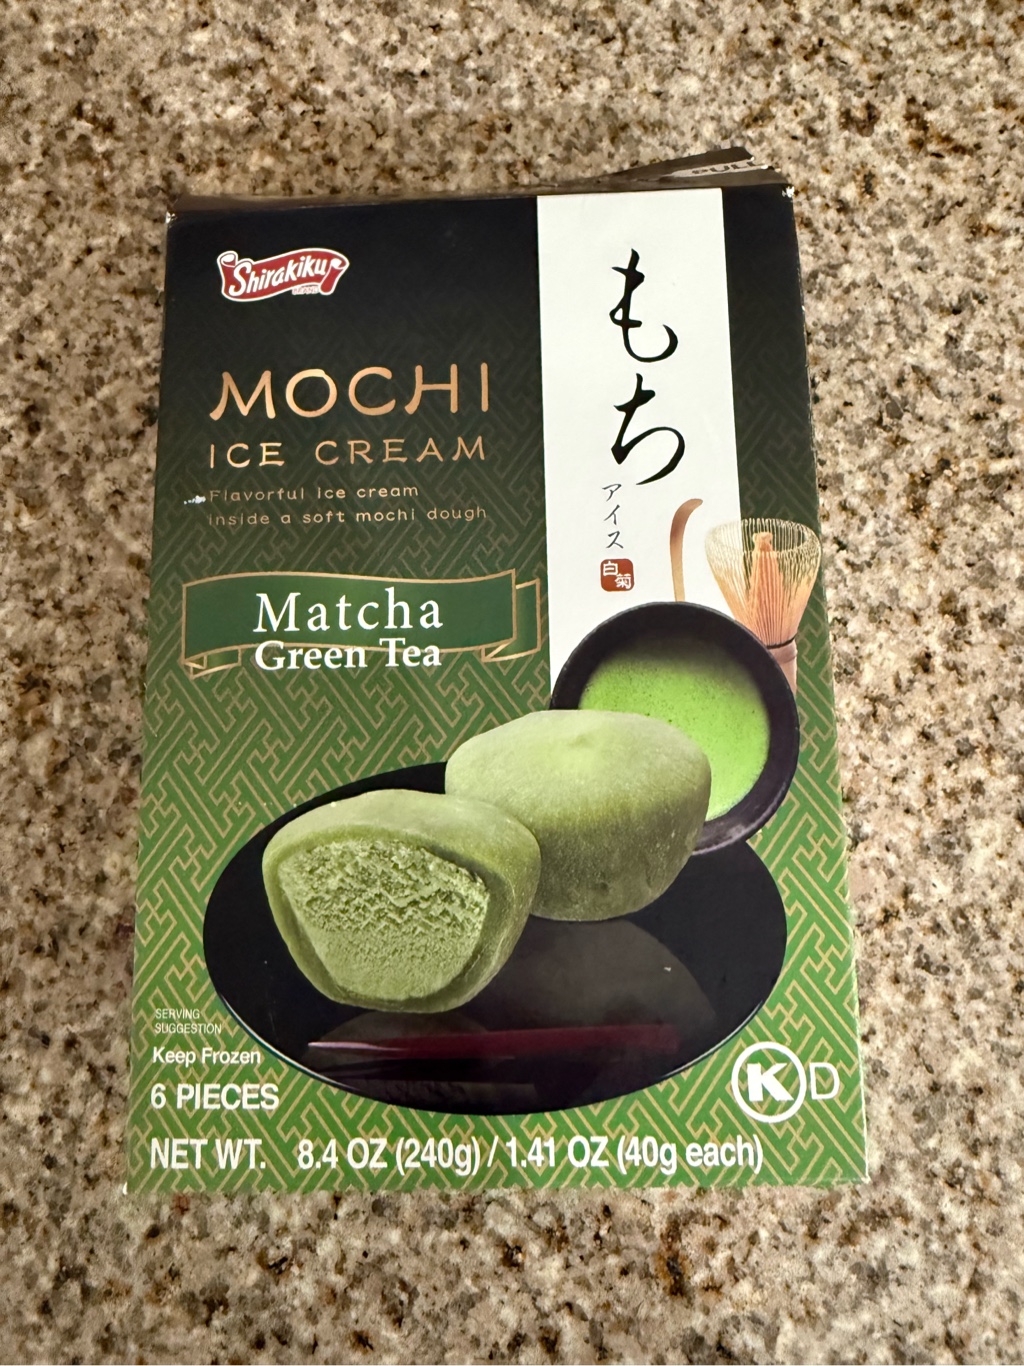 PULL
Shirakiku
BRAND
MOCHI
ICE CREAM
Flavorful ice cream
inside a soft mochi dough
Matcha
Green Tea
もち
アイス
白菊
SERVING
SUGGESTION
Keep Frozen
6 PIECES
NET WT. 8.4 OZ (240g) / 1.41 OZ (40g each)
K D